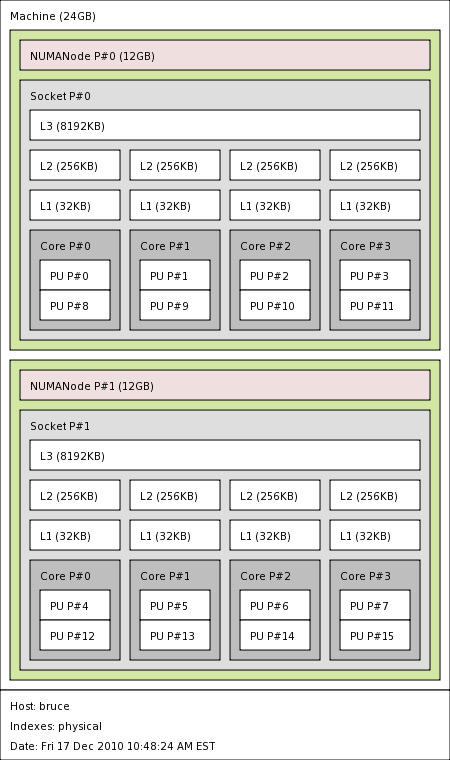 Machine (24GB)
NUMANode P#0 (12GB)
Socket P#0
L3 (8192KB)
L2 (256KB) L2 (256KB) L2 (256KB) L2 (256KB)
L1 (32KB) L1 (32KB) L1 (32KB) L1 (32KB)
Core P#0 Core P#1 Core P#2 Core P#3
PU P#0 PU P#1 PU P#2 PU P#3
PU P#8 PU P#9 PU P#10 PU P#11
NUMANode P#1 (12GB)
Socket P#1
L3 (8192KB)
L2 (256KB) L2 (256KB) L2 (256KB) L2 (256KB)
L1 (32KB) L1 (32KB) L1 (32KB) L1 (32KB)
Core P#0 Core P#1 Core P#2 Core P#3
PU P#4 PU P#5 PU P#6 PU P#7
PU P#12 PU P#13 PU P#14 PU P#15
Host: bruce
Indexes: physical
Date: Fri 17 Dec 2010 10:48:24 AM EST